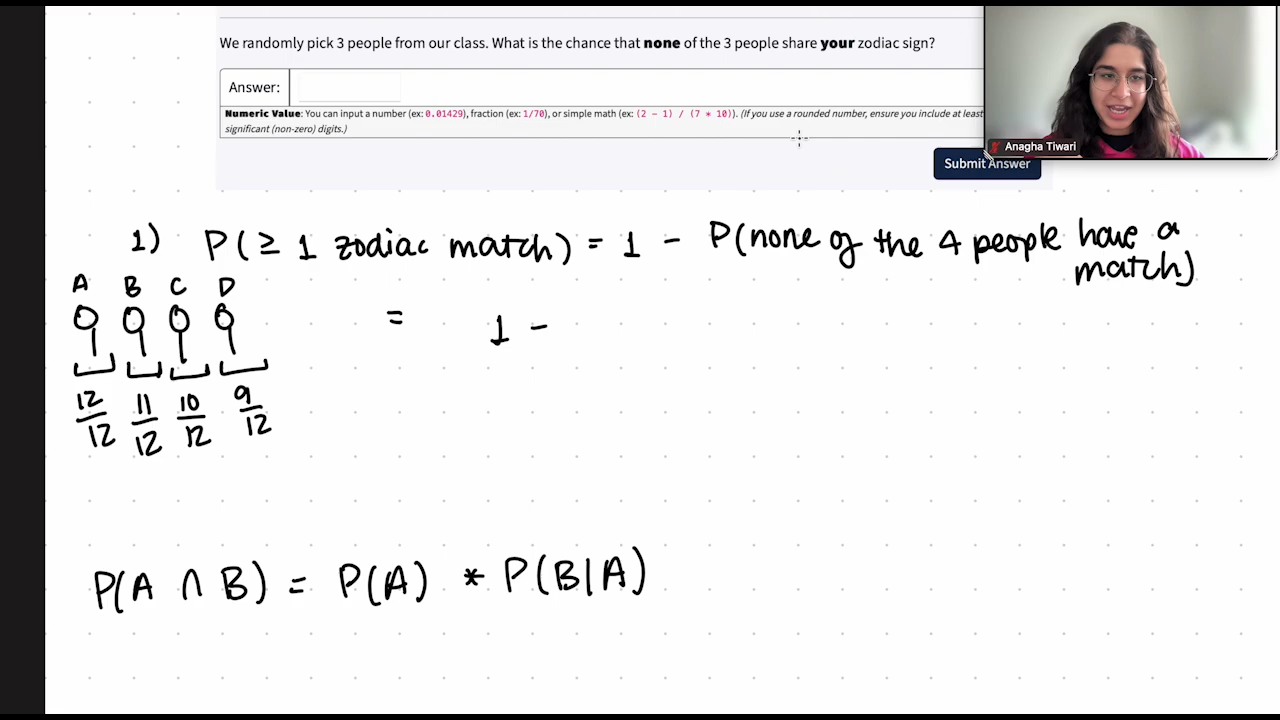 We randomly pick 3 people from our class. What is the chance that none of the 3 people share your zodiac sign?
Answer:
Numeric Value: You can input a number (ex: 0.01429), fraction (ex: 1/70), or simple math (ex: (2 - 1) / (7 * 10)). (If you use a rounded number, ensure you include at least
significant (non-zero) digits.)
Anagha Tiwari
Submit Answer
1) P(≥ 1 zodiac match) = 1 - P(none of the 4 people have a
match)
A B C D
= 1 -
12/12 11/12 10/12 9/12
P(A ∩ B) = P(A) * P(B|A)